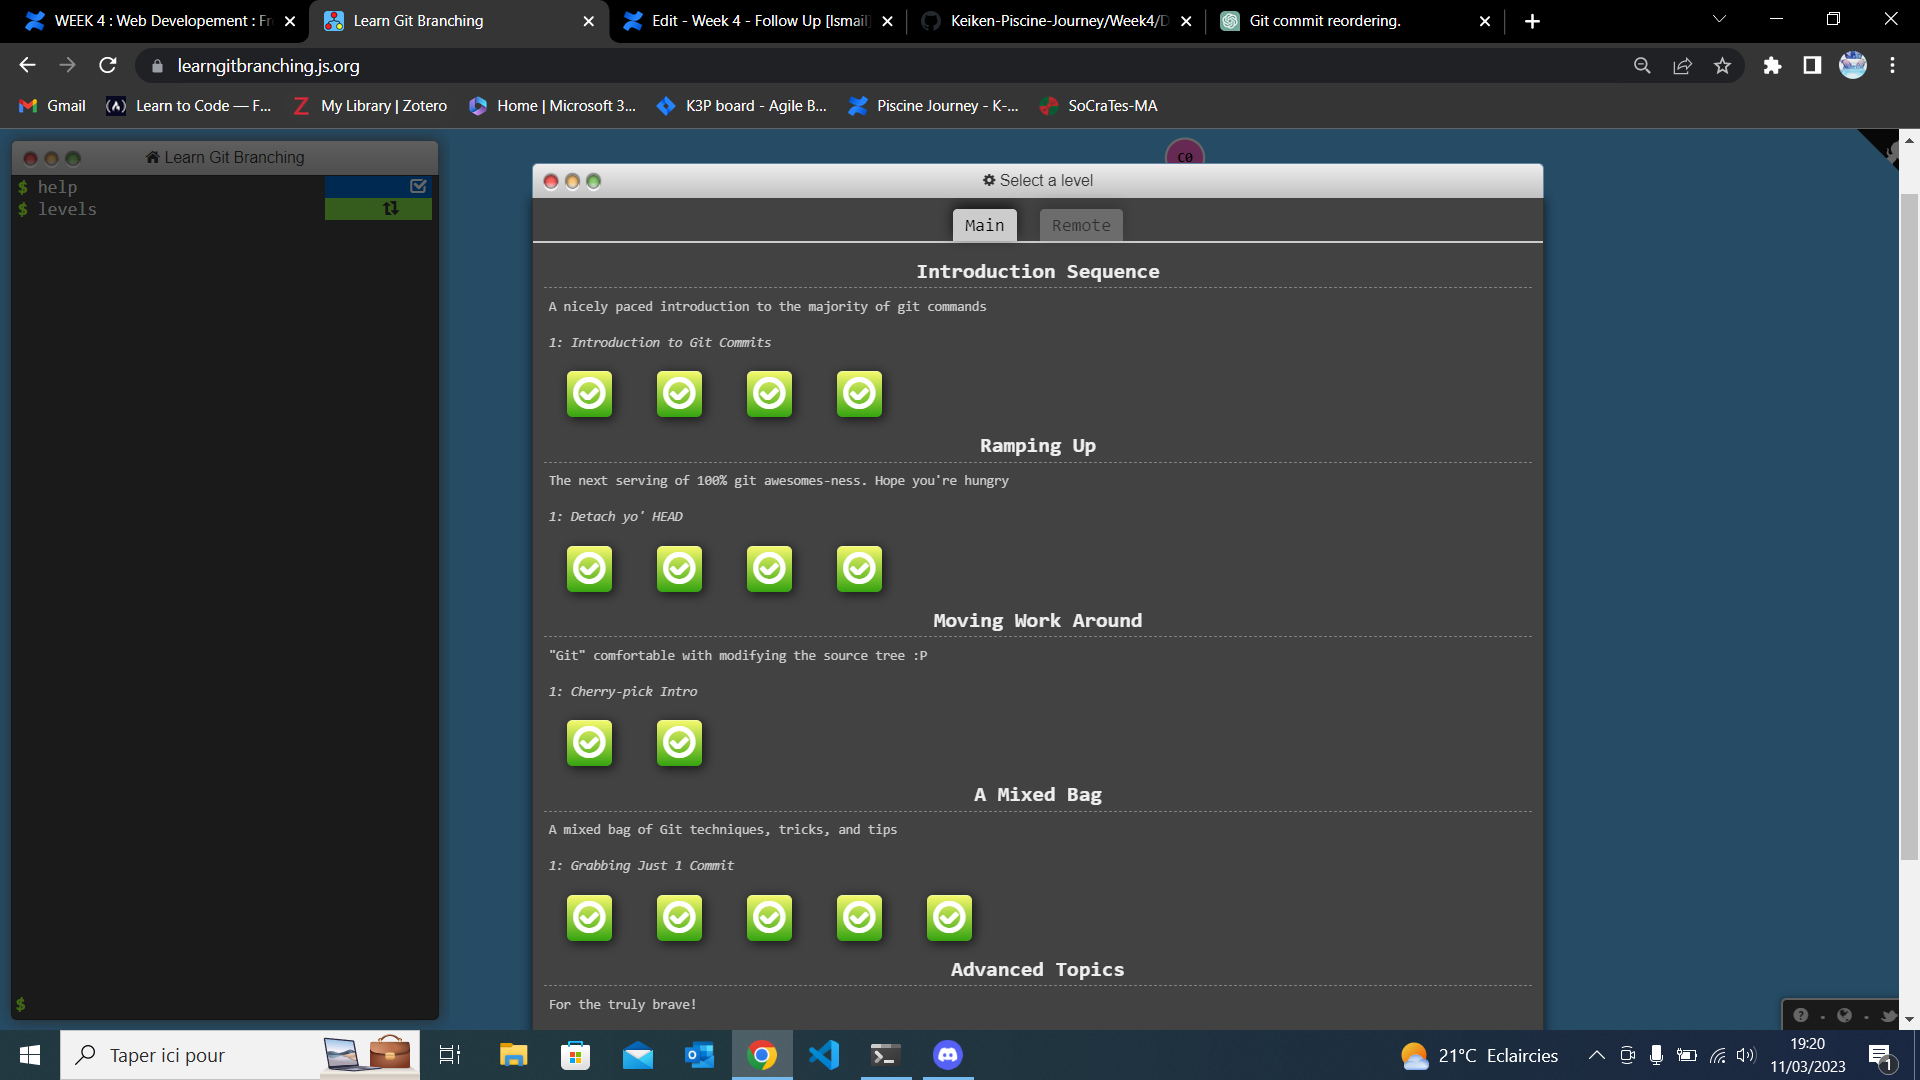 WEEK 4 : Web Developement : Fr
Learn Git Branching
Edit - Week 4 - Follow Up [Ismail]
Keiken-Piscine-Journey/Week4/D
Git commit reordering.
learngitbranching.js.org
Gmail
Learn to Code — F...
My Library | Zotero
Home | Microsoft 3...
K3P board - Agile B...
Piscine Journey - K-...
SoCraTes-MA
Learn Git Branching
$ help
$ levels
$
C0
Select a level
Main
Remote
Introduction Sequence
A nicely paced introduction to the majority of git commands
1: Introduction to Git Commits
Ramping Up
The next serving of 100% git awesomes-ness. Hope you're hungry
1: Detach yo' HEAD
Moving Work Around
"Git" comfortable with modifying the source tree :P
1: Cherry-pick Intro
A Mixed Bag
A mixed bag of Git techniques, tricks, and tips
1: Grabbing Just 1 Commit
Advanced Topics
For the truly brave!
Taper ici pour
21°C Eclaircies
19:20
11/03/2023
1